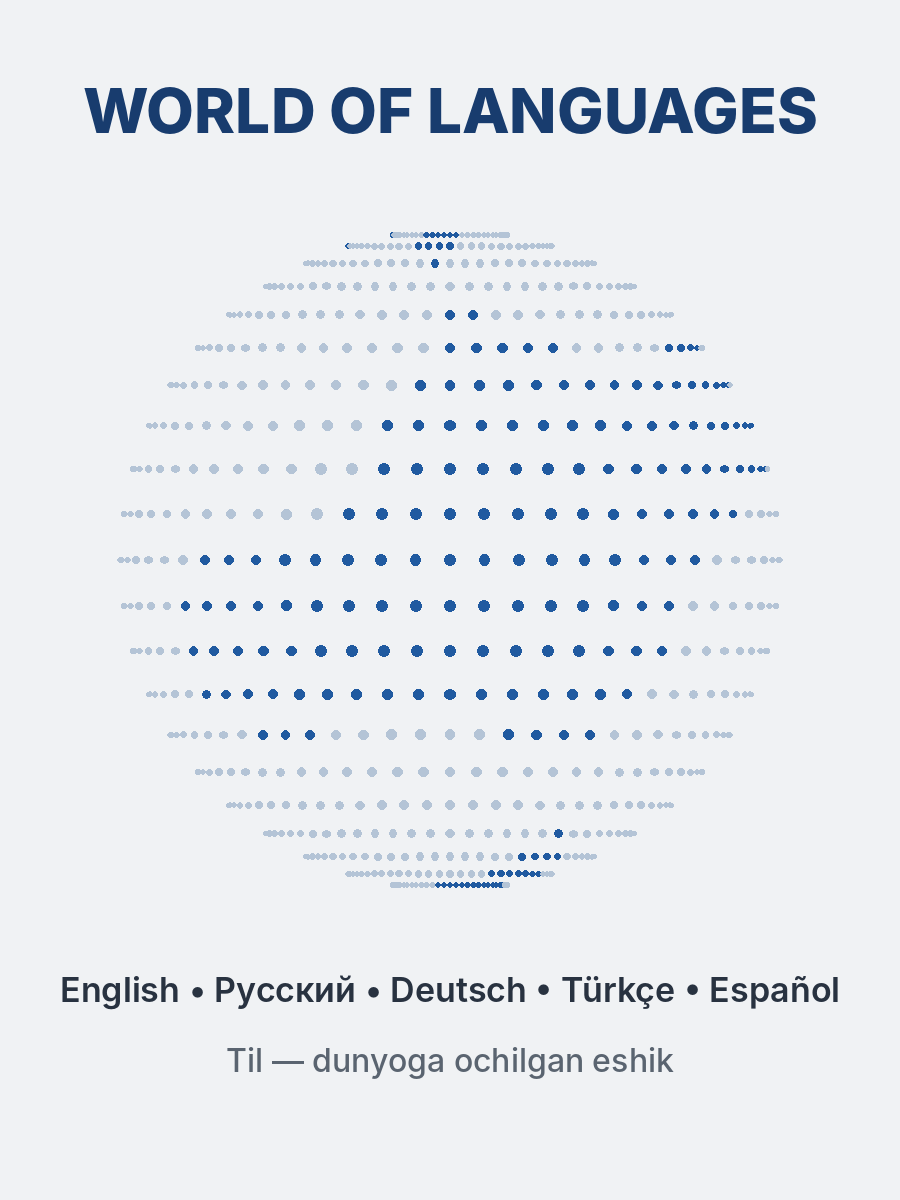 WORLD OF LANGUAGES
English • Русский • Deutsch • Türkçe • Español
Til — dunyoga ochilgan eshik